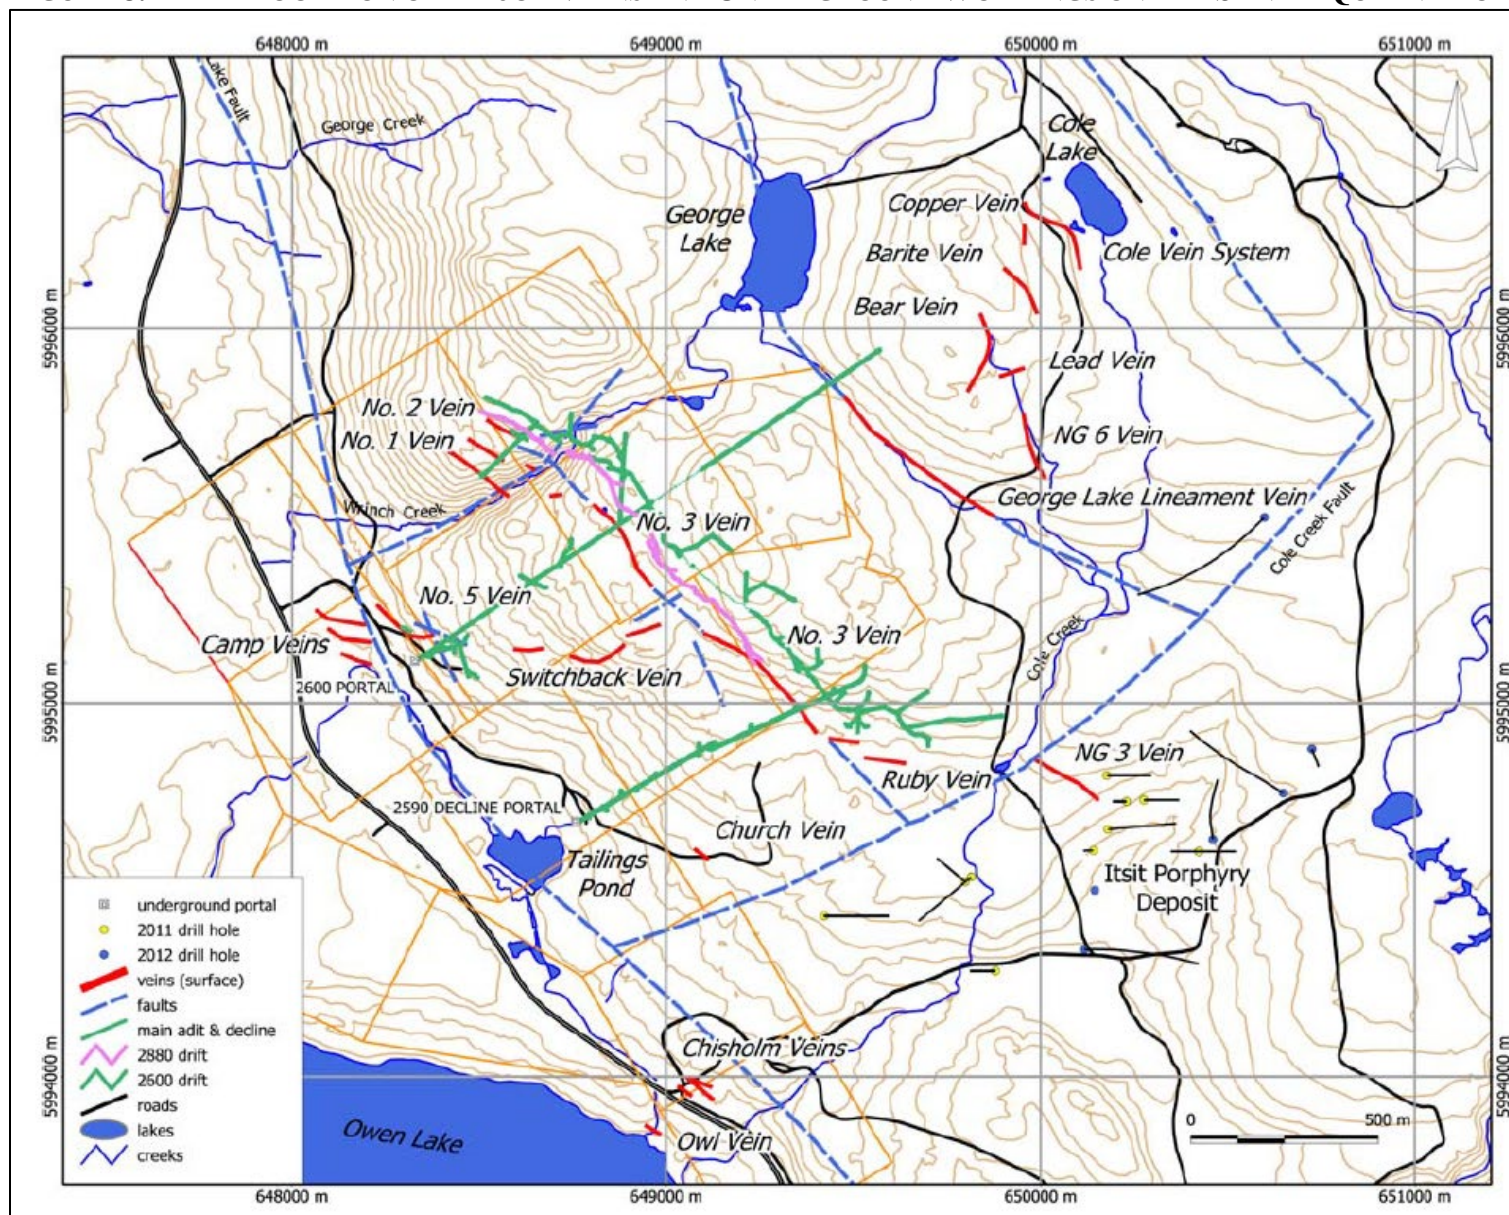 648000 m
649000 m
650000 m
651000 m
Lake Fault
George Creek
Cole
Lake
George
Lake
Copper Vein
Barite Vein
Cole Vein System
Bear Vein
5996000 m
5996000 m
Lead Vein
No. 2 Vein
No. 1 Vein
NG 6 Vein
George Lake Lineament Vein
Wrinch Creek
No. 3 Vein
Cole Creek Fault
No. 5 Vein
No. 3 Vein
Camp Veins
Cole Creek
Switchback Vein
2600 PORTAL
5995000 m
5995000 m
NG 3 Vein
Ruby Vein
2590 DECLINE PORTAL
Church Vein
Tailings
Pond
Itsit Porphyry
Deposit
underground portal
2011 drill hole
2012 drill hole
veins (surface)
faults
main adit & decline
2880 drift
2600 drift
roads
lakes
creeks
5994000 m
5994000 m
Chisholm Veins
0
500 m
Owen Lake
Owl Vein
648000 m
649000 m
650000 m
651000 m